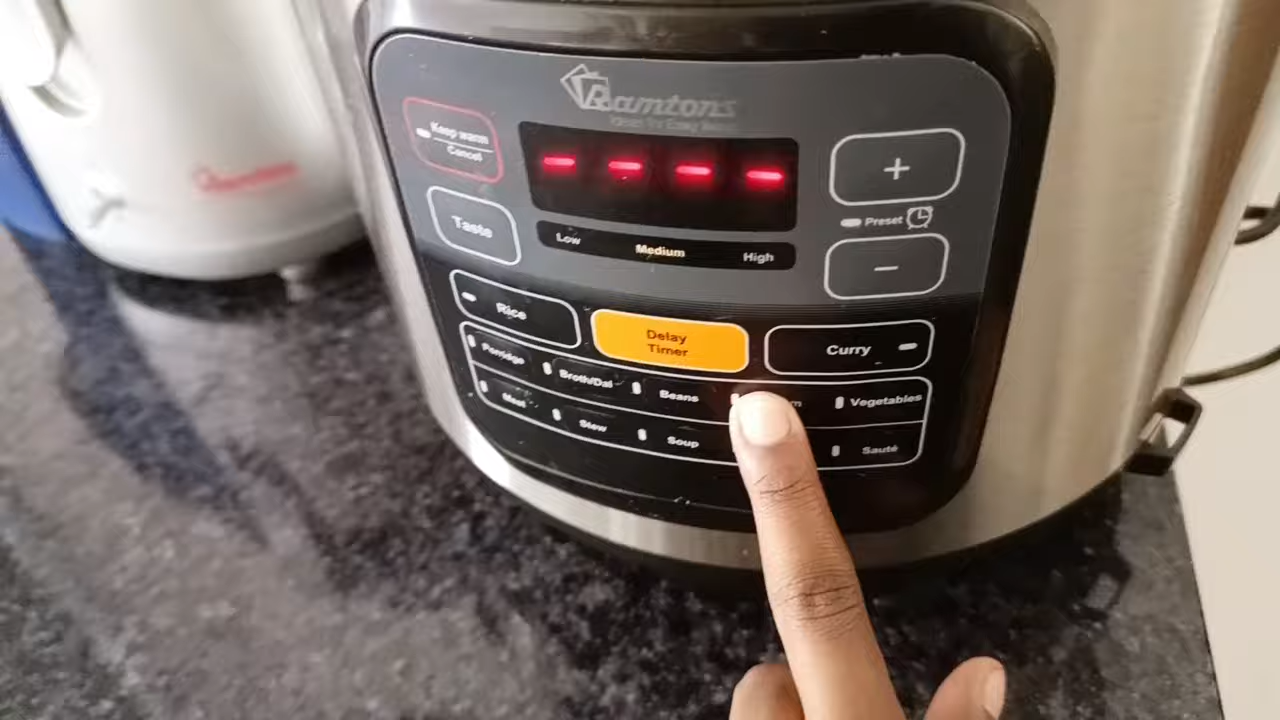 Ramtons
Keep warm
Cancel
+
Taste
Preset
Low
Medium
High
−
Rice
Delay
Timer
Curry
Porridge
Broth/Dal
Beans
Vegetables
Meat
Stew
Soup
Sauté